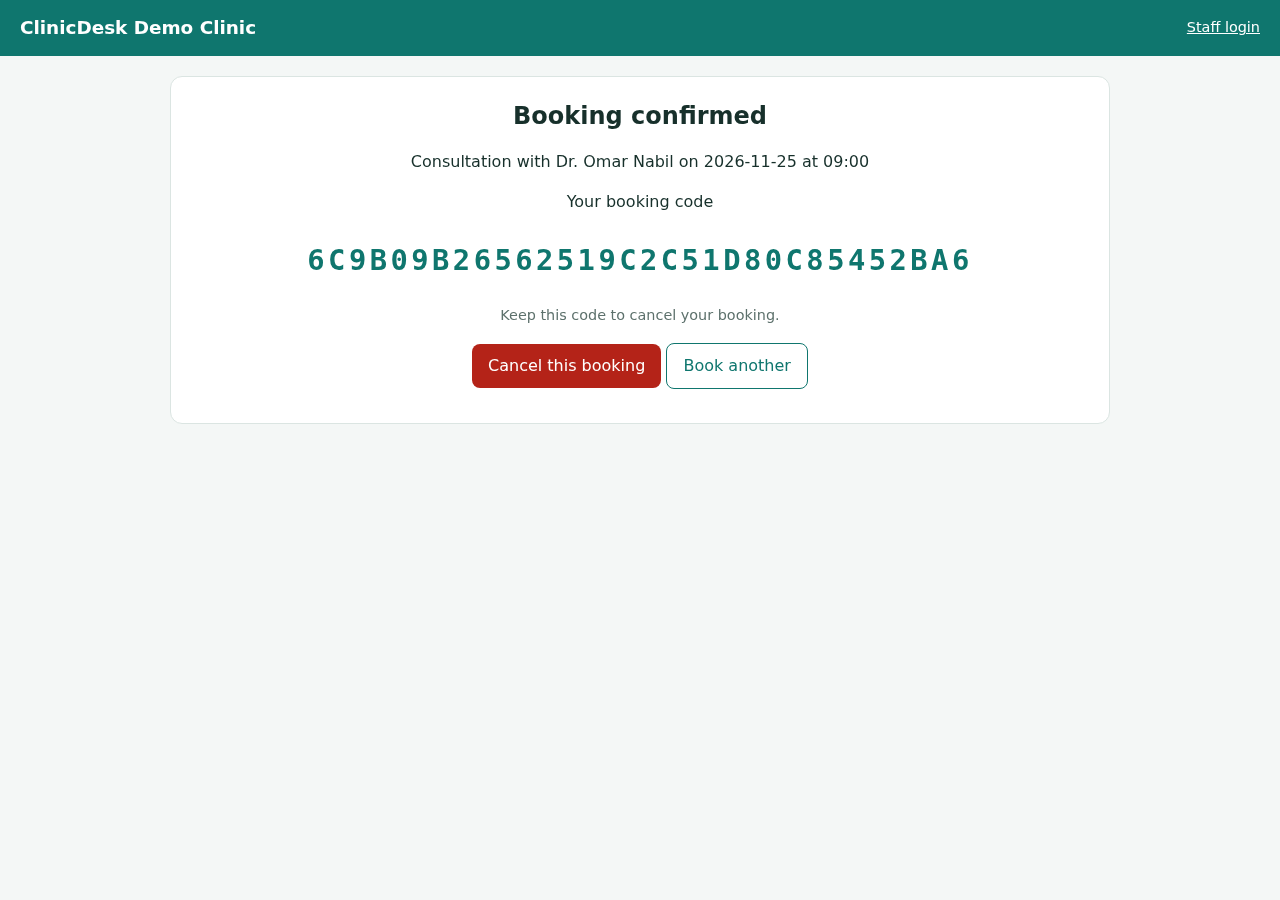 ClinicDesk Demo Clinic
Staff login
Booking confirmed
Consultation with Dr. Omar Nabil on 2026-11-25 at 09:00
Your booking code
6C9B09B26562519C2C51D80C85452BA6
Keep this code to cancel your booking.
Cancel this booking
Book another